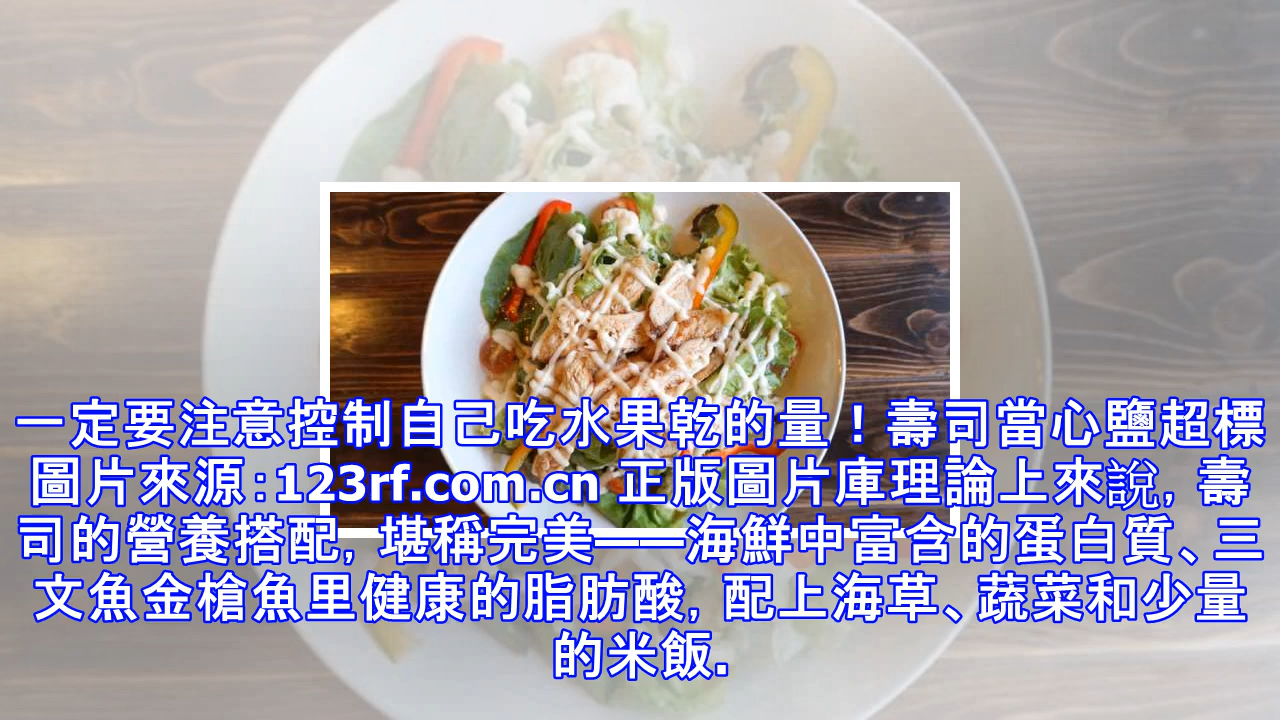 一定要注意控制自己吃水果乾的量！壽司當心鹽超標
圖片來源:123rf.com.cn 正版圖片庫理論上來說, 壽
司的營養搭配, 堪稱完美——海鮮中富含的蛋白質、三
文魚金槍魚里健康的脂肪酸, 配上海草、蔬菜和少量
的米飯.